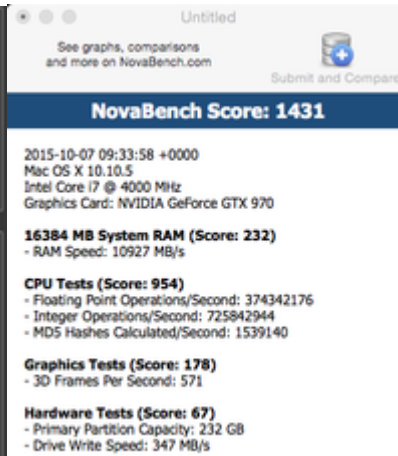 Untitled
See graphs, comparisons
and more on NovaBench.com
Submit and Compare
NovaBench Score: 1431
2015-10-07 09:33:58 +0000
Mac OS X 10.10.5
Intel Core i7 @ 4000 MHz
Graphics Card: NVIDIA GeForce GTX 970
16384 MB System RAM (Score: 232)
- RAM Speed: 10927 MB/s
CPU Tests (Score: 954)
- Floating Point Operations/Second: 374342176
- Integer Operations/Second: 725842944
- MD5 Hashes Calculated/Second: 1539140
Graphics Tests (Score: 178)
- 3D Frames Per Second: 571
Hardware Tests (Score: 67)
- Primary Partition Capacity: 232 GB
- Drive Write Speed: 347 MB/s